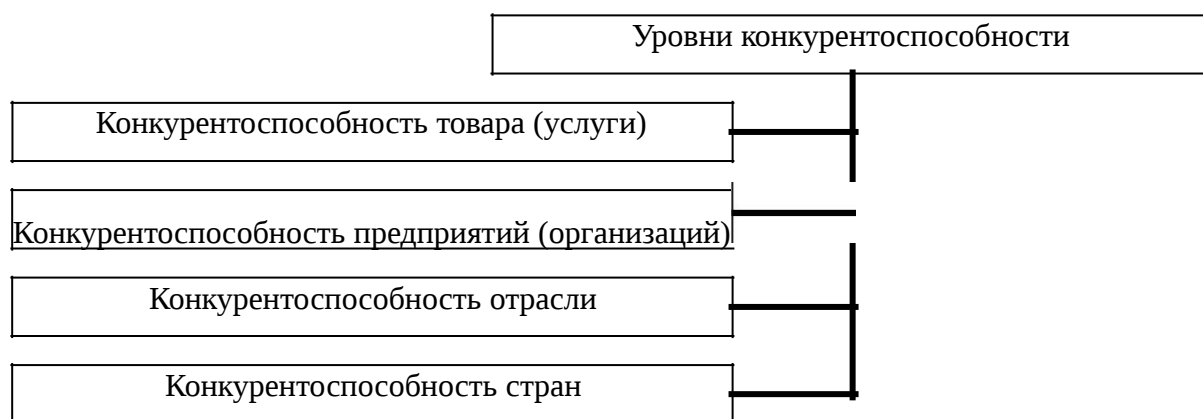 Уровни конкурентоспособности
Конкурентоспособность товара (услуги)
Конкурентоспособность предприятий (организаций)
Конкурентоспособность отрасли
Конкурентоспособность стран